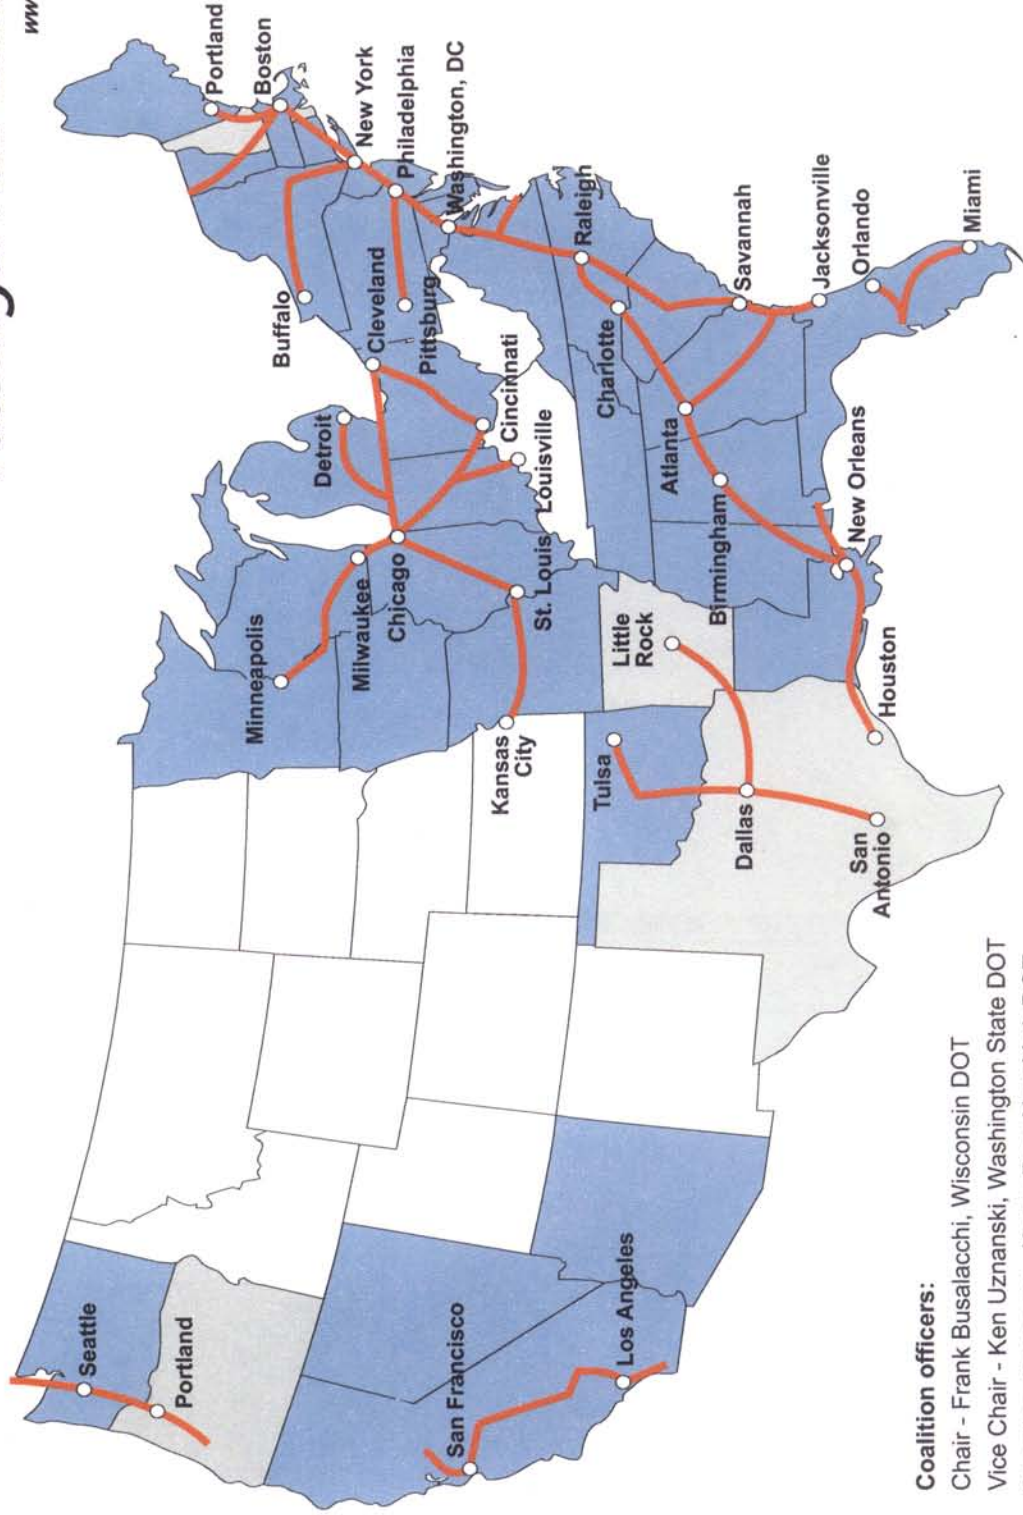 ww
Seattle
Portland
San Francisco
Los Angeles
Minneapolis
Milwaukee
Chicago
Detroit
Cleveland
Buffalo
Portland
Boston
New York
Philadelphia
Washington, DC
Pittsburg
Cincinnati
Louisville
St. Louis
Kansas
City
Tulsa
Little
Rock
Dallas
San
Antonio
Houston
New Orleans
Birmingham
Atlanta
Charlotte
Raleigh
Savannah
Jacksonville
Orlando
Miami
Coalition officers:
Chair - Frank Busalacchi, Wisconsin DOT
Vice Chair - Ken Uznanski, Washington State DOT